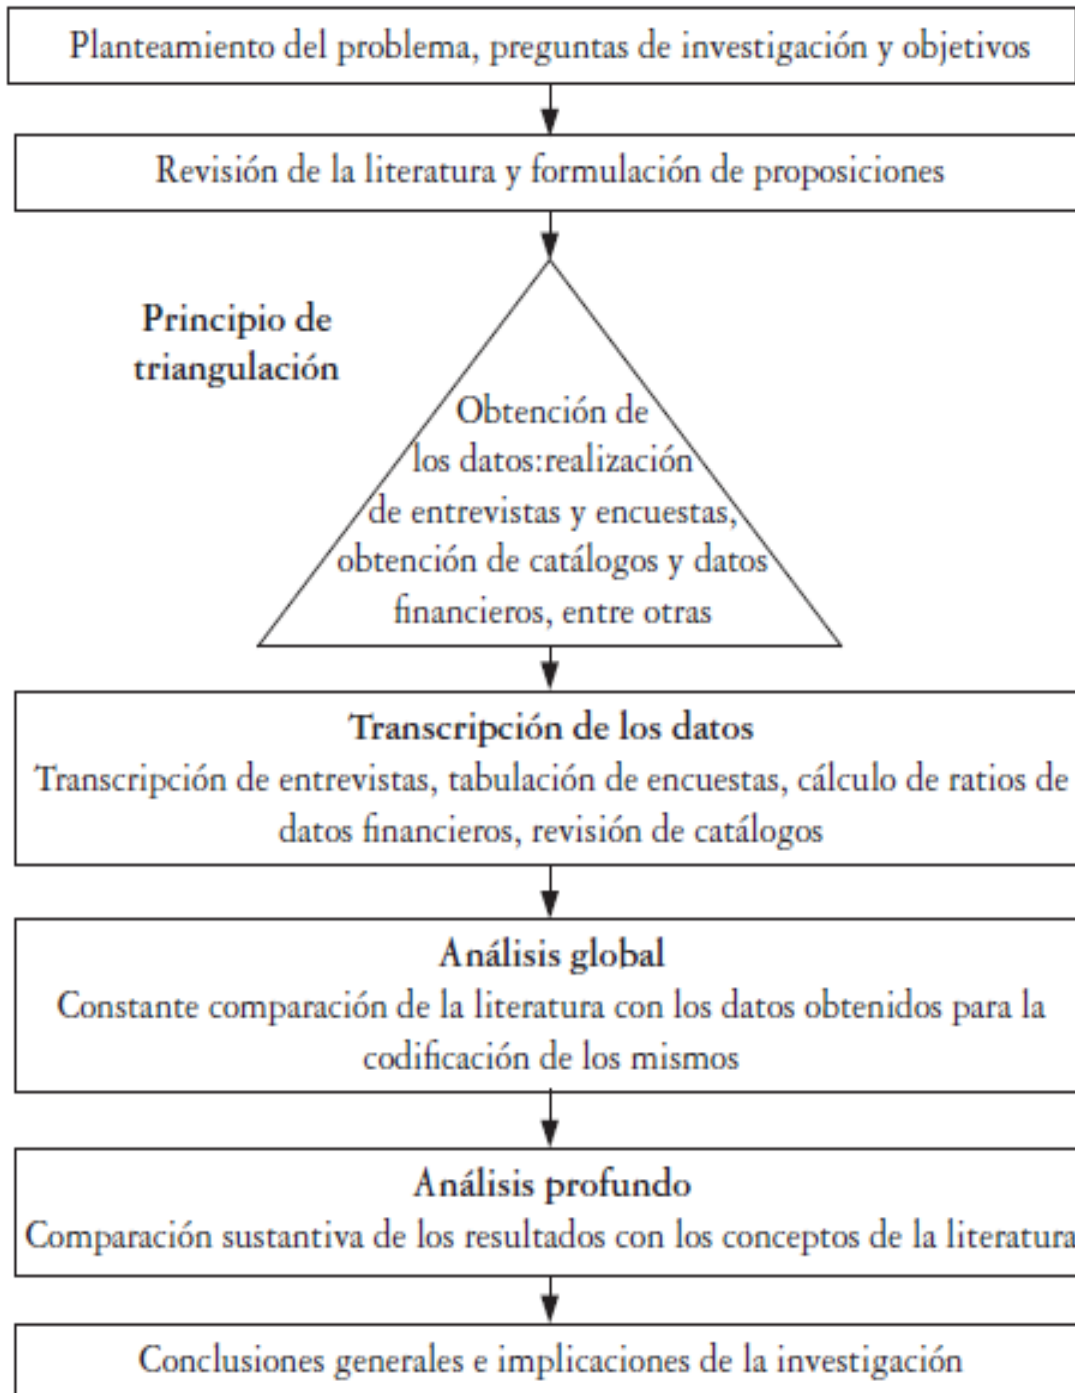 Planteamiento del problema, preguntas de investigación y objetivos
Revisión de la literatura y formulación de proposiciones
Principio de
triangulación
Obtención de
los datos:realización
de entrevistas y encuestas,
obtención de catálogos y datos
financieros, entre otras
Transcripción de los datos
Transcripción de entrevistas, tabulación de encuestas, cálculo de ratios de
datos financieros, revisión de catálogos
Análisis global
Constante comparación de la literatura con los datos obtenidos para la
codificación de los mismos
Análisis profundo
Comparación sustantiva de los resultados con los conceptos de la literatura
Conclusiones generales e implicaciones de la investigación